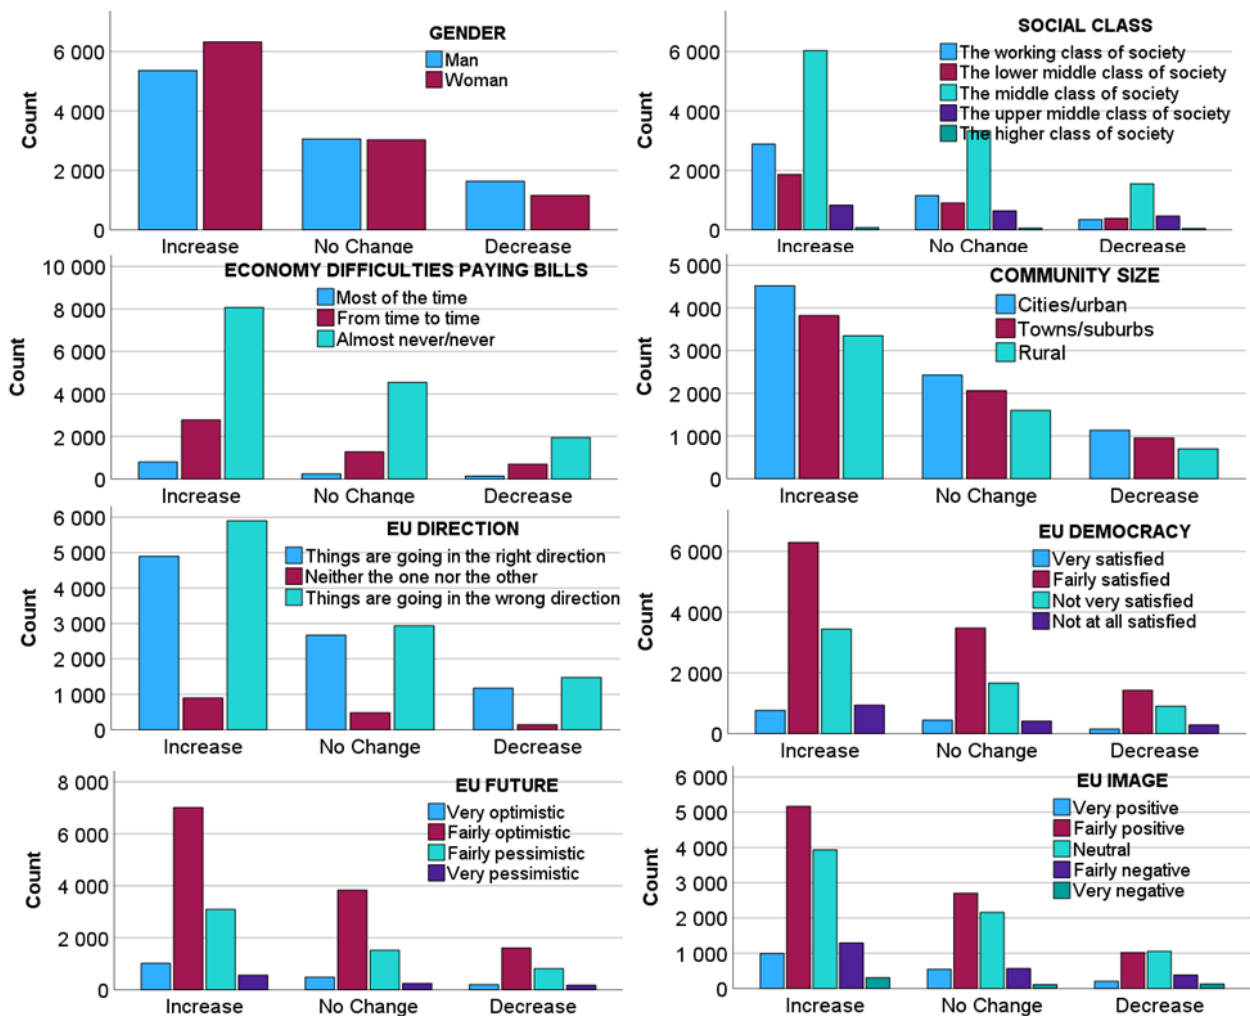 GENDER
Man
Woman
6 000
4 000
2 000
0
Count
Increase No Change Decrease
SOCIAL CLASS
The working class of society
The lower middle class of society
The middle class of society
The upper middle class of society
The higher class of society
6 000
4 000
2 000
0
Count
Increase No Change Decrease
ECONOMY DIFFICULTIES PAYING BILLS
Most of the time
From time to time
Almost never/never
10 000
8 000
6 000
4 000
2 000
0
Count
Increase No Change Decrease
COMMUNITY SIZE
Cities/urban
Towns/suburbs
Rural
5 000
4 000
3 000
2 000
1 000
0
Count
Increase No Change Decrease
EU DIRECTION
Things are going in the right direction
Neither the one nor the other
Things are going in the wrong direction
6 000
5 000
4 000
3 000
2 000
1 000
0
Count
Increase No Change Decrease
EU DEMOCRACY
Very satisfied
Fairly satisfied
Not very satisfied
Not at all satisfied
6 000
4 000
2 000
0
Count
Increase No Change Decrease
EU FUTURE
Very optimistic
Fairly optimistic
Fairly pessimistic
Very pessimistic
8 000
6 000
4 000
2 000
0
Count
Increase No Change Decrease
EU IMAGE
Very positive
Fairly positive
Neutral
Fairly negative
Very negative
6 000
5 000
4 000
3 000
2 000
1 000
0
Count
Increase No Change Decrease